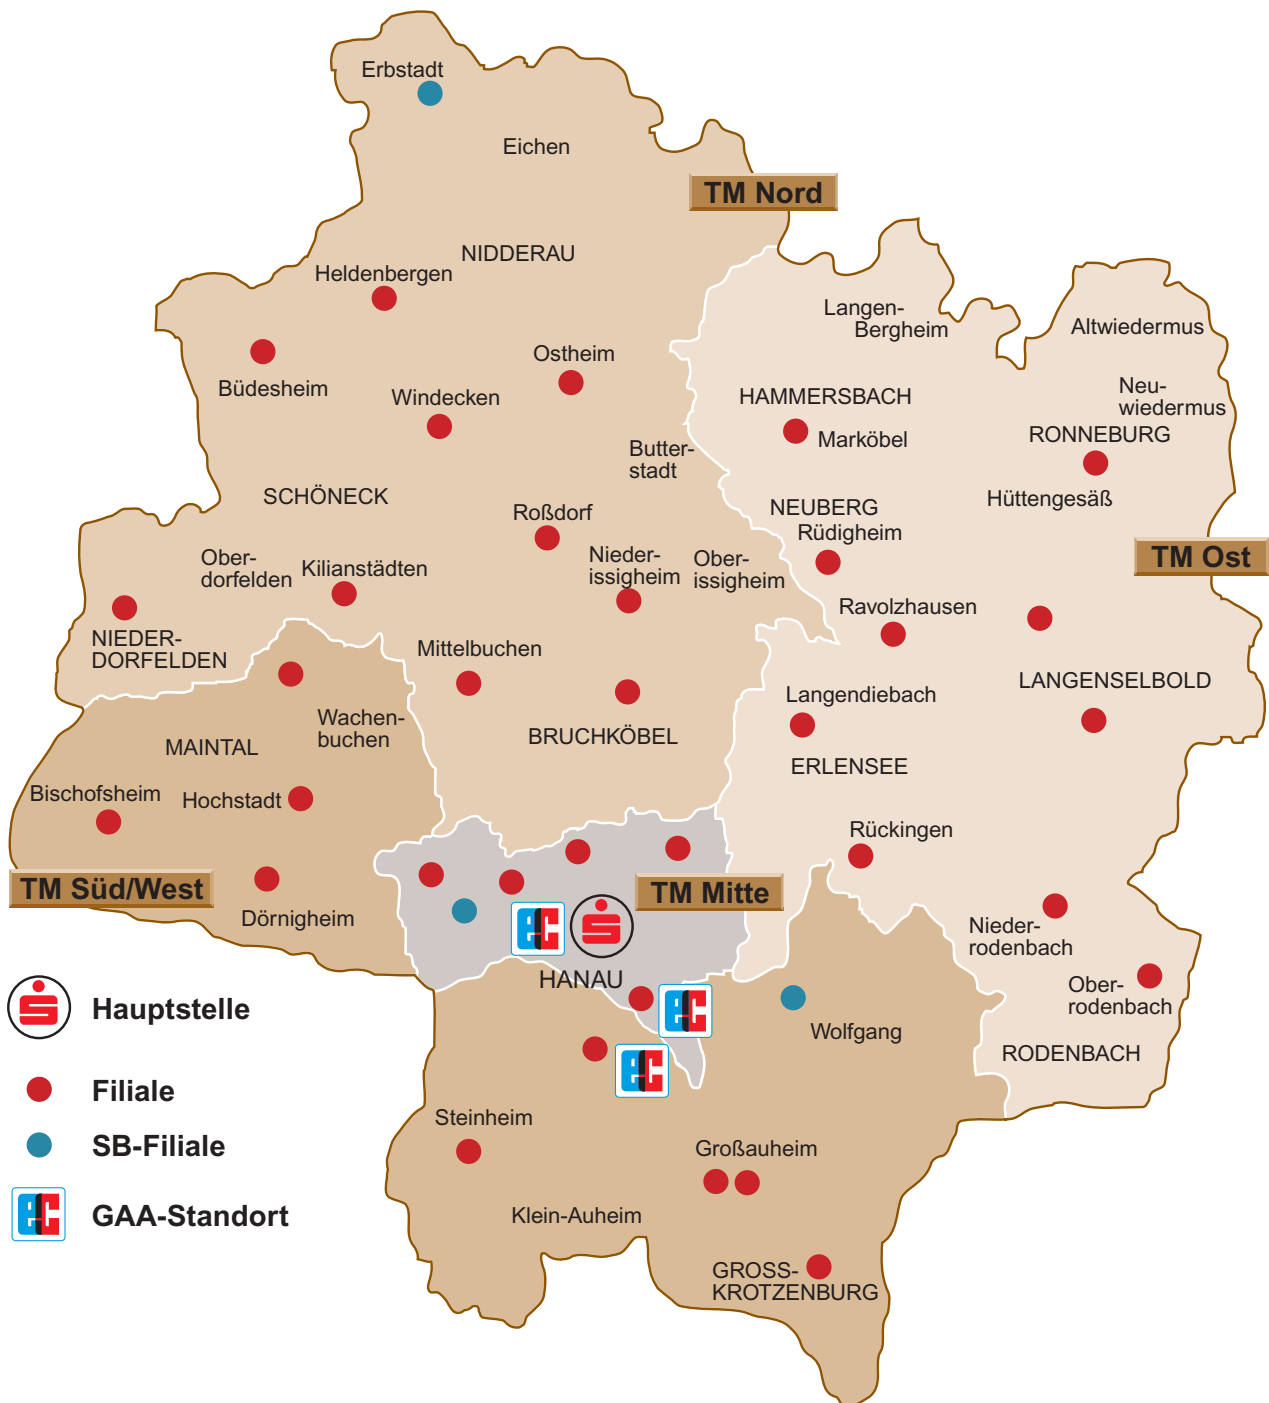 Erbstadt
Eichen
TM Nord
NIDDERAU
Heldenbergen
Langen-
Bergheim
Altwiedermus
Ostheim
Büdesheim
Windecken
HAMMERSBACH
Neu-
wiedermus
Marköbel
RONNEBURG
Butter-
stadt
SCHÖNECK
Hüttengesäß
Roßdorf
NEUBERG
Rüdigheim
Ober-
dorfelden
Kilianstädten
Nieder-
issigheim
Ober-
issigheim
TM Ost
Ravolzhausen
NIEDER-
DORFELDEN
Mittelbuchen
LANGENSELBOLD
Langendiebach
Wachen-
buchen
MAINTAL
BRUCHKÖBEL
ERLENSEE
Bischofsheim
Hochstadt
Rückingen
TM Süd/West
TM Mitte
Dörnigheim
Nieder-
rodenbach
HANAU
Ober-
rodenbach
Hauptstelle
Wolfgang
RODENBACH
Filiale
Steinheim
SB-Filiale
Großauheim
GAA-Standort
Klein-Auheim
GROSS-
KROTZENBURG